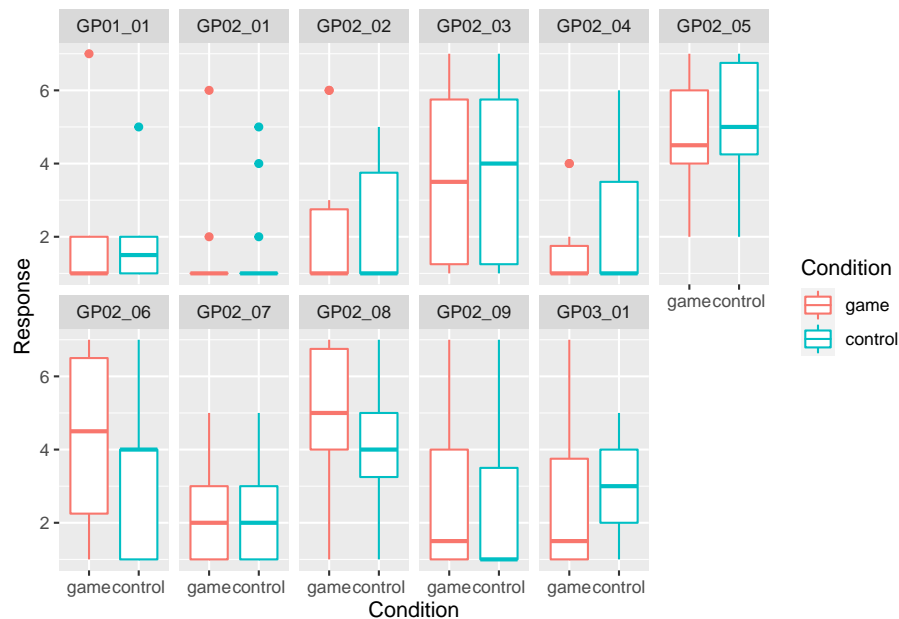 GP01_01 GP02_01 GP02_02 GP02_03 GP02_04 GP02_05
6
4
2
gamecontrol
Response
Condition
game
control
GP02_06 GP02_07 GP02_08 GP02_09 GP03_01
6
4
2
gamecontrol gamecontrol gamecontrol gamecontrol gamecontrol
Condition